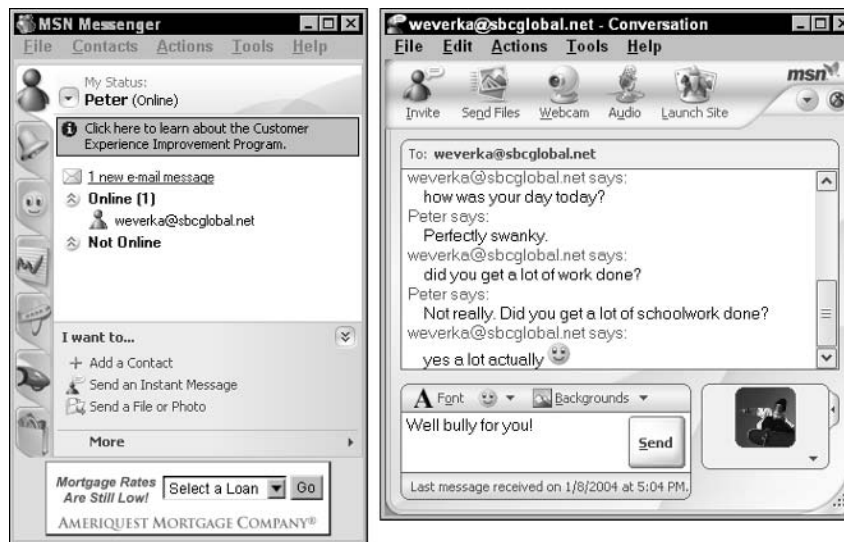 MSN Messenger
File Contacts Actions Tools Help
My Status:
Peter (Online)
Click here to learn about the Customer
Experience Improvement Program.
1 new e-mail message
Online (1)
weverka@sbcglobal.net
Not Online
I want to...
Add a Contact
Send an Instant Message
Send a File or Photo
More
Mortgage Rates
Are Still Low!
Select a Loan Go
AMERIQUEST MORTGAGE COMPANY®
weverka@sbcglobal.net - Conversation
File Edit Actions Tools Help
msn
Invite Send Files Webcam Audio Launch Site
To: weverka@sbcglobal.net
weverka@sbcglobal.net says:
how was your day today?
Peter says:
Perfectly swanky.
weverka@sbcglobal.net says:
did you get a lot of work done?
Peter says:
Not really. Did you get a lot of schoolwork done?
weverka@sbcglobal.net says:
yes a lot actually
A Font Backgrounds
Well bully for you!
Send
Last message received on 1/8/2004 at 5:04 PM.